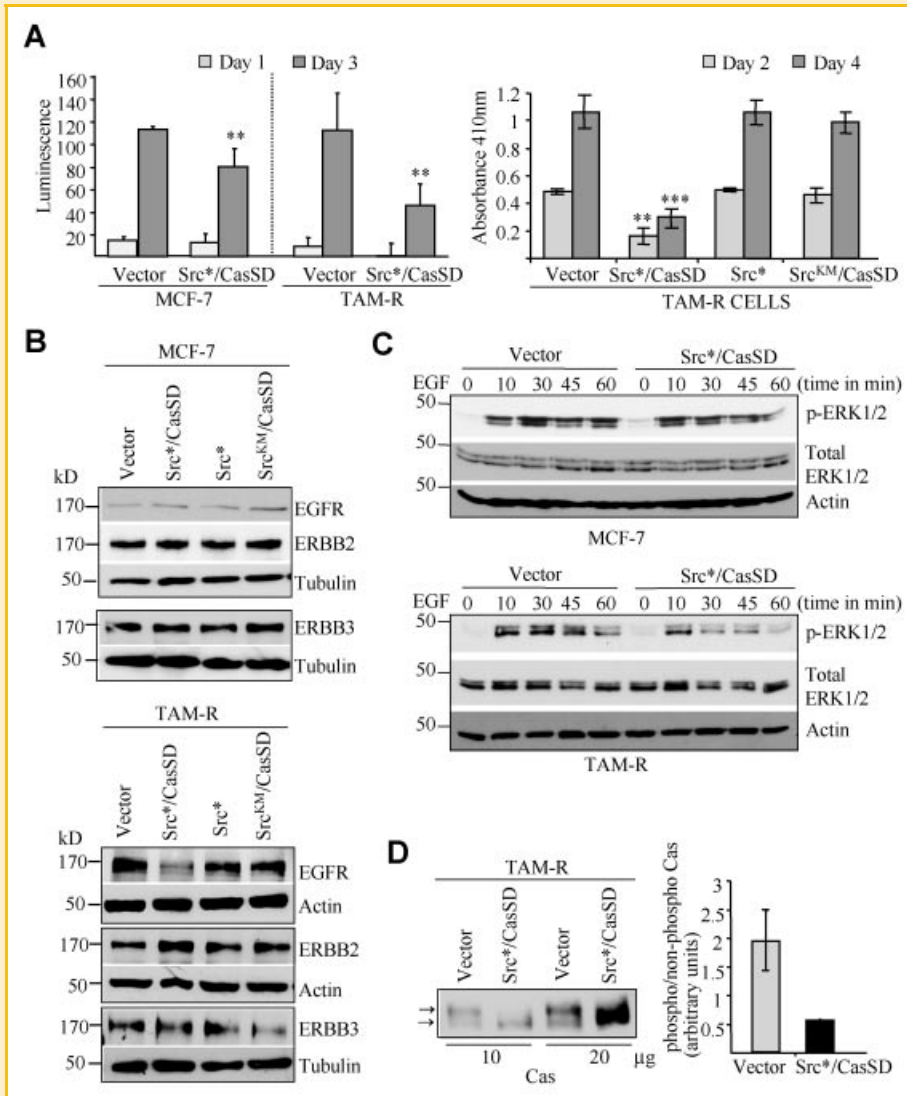 A
Day 1 Day 3
Luminescence
160
140
120
100
80
60
40
20
**
**
Vector Src*/CasSD Vector Src*/CasSD
MCF-7 TAM-R
Day 2 Day 4
Absorbance 410nm
1.2
1
0.8
0.6
0.4
0.2
** ***
Vector Src*/CasSD Src* SrcKM/CasSD
TAM-R CELLS
B
MCF-7
Vector Src*/CasSD Src* SrcKM/CasSD
kD
170 EGFR
170 ERBB2
50 Tubulin
170 ERBB3
50 Tubulin
TAM-R
Vector Src*/CasSD Src* SrcKM/CasSD
kD
170 EGFR
50 Actin
170 ERBB2
50 Actin
170 ERBB3
50 Tubulin
C
Vector Src*/CasSD
EGF 0 10 30 45 60 0 10 30 45 60 (time in min)
50 p-ERK1/2
50 Total
ERK1/2
50 Actin
MCF-7
Vector Src*/CasSD
EGF 0 10 30 45 60 0 10 30 45 60 (time in min)
50 p-ERK1/2
50 Total
ERK1/2
50 Actin
TAM-R
D
TAM-R
Vector Src*/CasSD Vector Src*/CasSD
→
→
10 20 µg
Cas
phospho/non-phospho Cas
(arbitrary units)
3
2.5
2
1.5
1
0.5
Vector Src*/CasSD